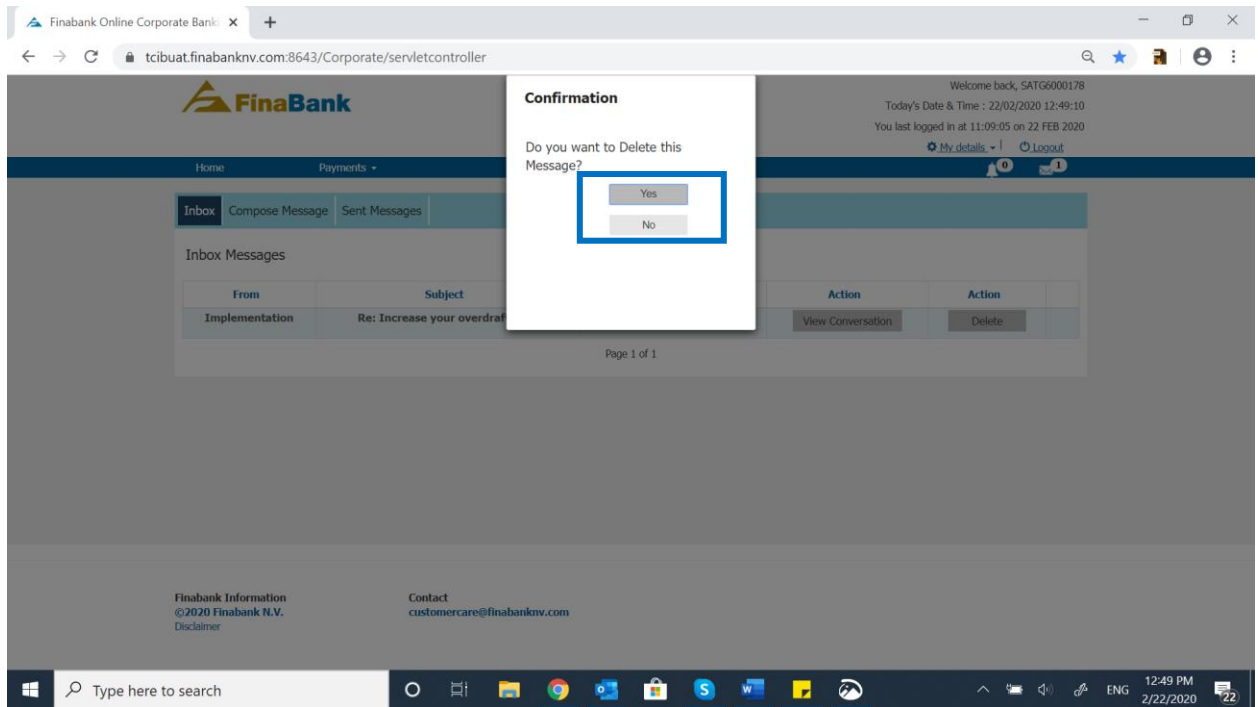 Finabank Online Corporate Bank
tcibuat.finabanknv.com:8643/Corporate/servletcontroller
FinaBank
Welcome back, SATG6000178
Today's Date & Time : 22/02/2020 12:49:10
You last logged in at 11:09:05 on 22 FEB 2020
My details | Logout
Home Payments 0 1
Confirmation
Do you want to Delete this
Message?
Yes
No
Inbox Compose Message Sent Messages
Inbox Messages
From Subject Action Action
Implementation Re: Increase your overdraf View Conversation Delete
Page 1 of 1
Finabank Information Contact
©2020 Finabank N.V. customercare@finabanknv.com
Disclaimer
Type here to search
ENG
12:49 PM
2/22/2020
22